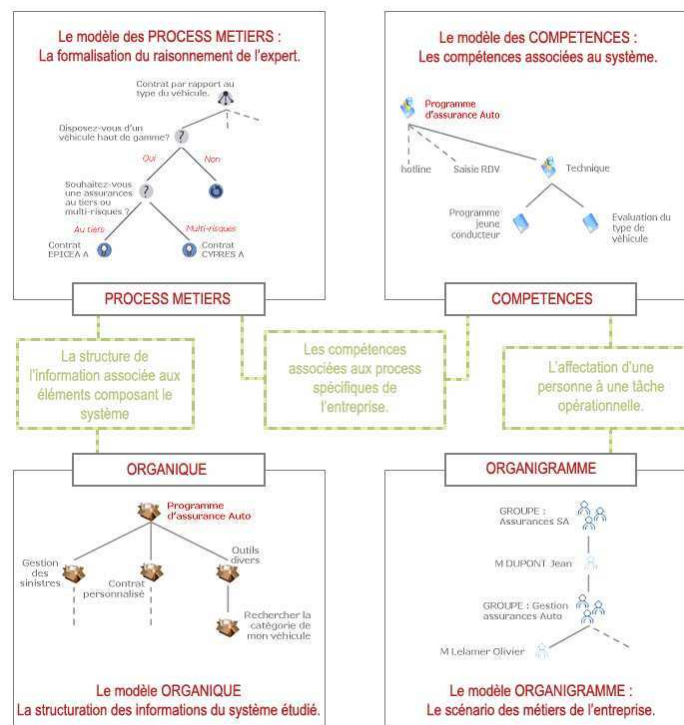 Le modèle des PROCESS METIERS :
La formalisation du raisonnement de l'expert.
Contrat par rapport au
type du véhicule.
Disposez-vous d'un
véhicule haut de gamme?
?
Oui
Non
Souhaitez-vous
une assurances
au tiers ou
multi-risques ?
?
Au tiers
Multi-risques
Contrat
EPICEA A
Contrat
CYPRES A
PROCESS METIERS
Le modèle des COMPETENCES :
Les compétences associées au système.
Programme
d'assurance Auto
hotline
Saisie RDV
Technique
Programme
jeune
conducteur
Evaluation du
type de
véhicule
COMPETENCES
La structure de
l'information associée aux
éléments composant le
système
Les compétences
associées aux process
spécifiques de
l'entreprise.
L'affectation d'une
personne à une tâche
opérationnelle.
ORGANIQUE
Programme
d'assurance Auto
Gestion
des
sinistres
Contrat
personnalisé
Outils
divers
Rechercher la
catégorie de
mon véhicule
Le modèle ORGANIQUE
La structuration des informations du système étudié.
ORGANIGRAMME
GROUPE :
Assurances SA
M DUPONT Jean
GROUPE : Gestion
assurances Auto
M Lelamer Olivier
Le modèle ORGANIGRAMME :
Le scénario des métiers de l'entreprise.